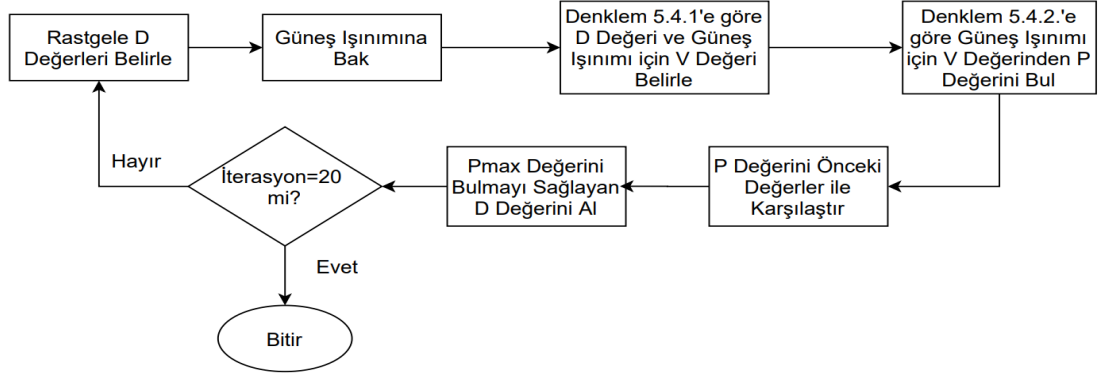 Rastgele D
Değerleri Belirle
Güneş Işınımına
Bak
Denklem 5.4.1'e göre
D Değeri ve Güneş
Işınımı için V Değeri
Belirle
Denklem 5.4.2.'e
göre Güneş Işınımı
için V Değerinden P
Değerini Bul
P Değerini Önceki
Değerler ile
Karşılaştır
Pmax Değerini
Bulmayı Sağlayan
D Değerini Al
İterasyon=20
mi?
Hayır
Evet
Bitir